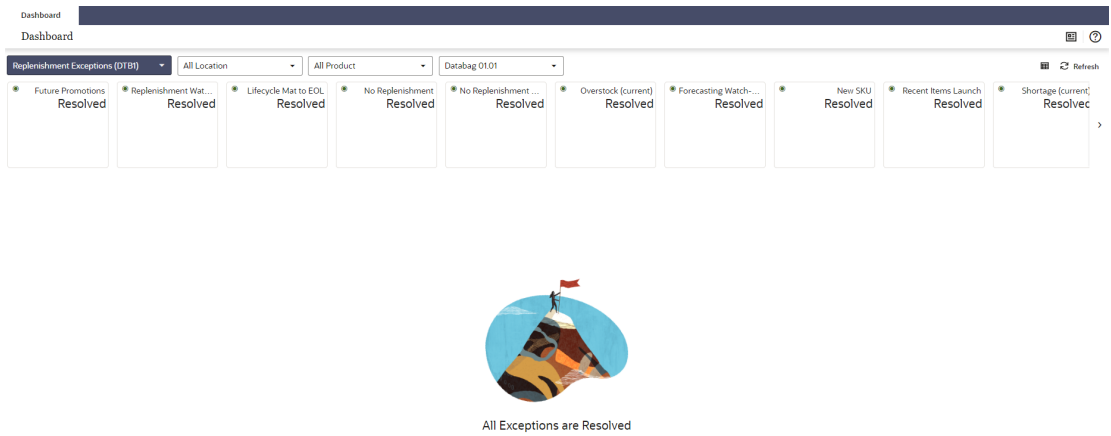 Dashboard
Dashboard
Replenishment Exceptions (DTB1) All Location All Product Databag 01.01 Refresh
Future Promotions Replenishment Wat... Lifecycle Mat to EOL No Replenishment No Replenishment ... Overstock (current) Forecasting Watch-... New SKU Recent Items Launch Shortage (current)
Resolved Resolved Resolved Resolved Resolved Resolved Resolved Resolved Resolved Resolved
All Exceptions are Resolved